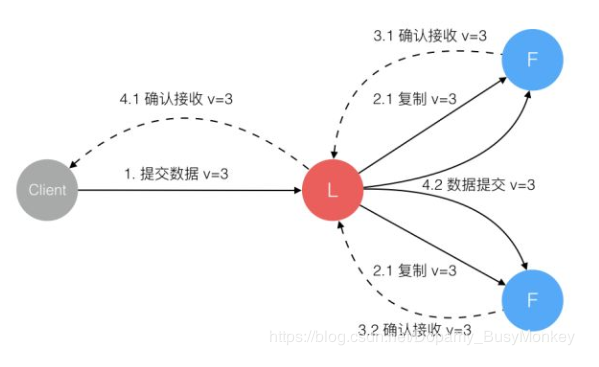 3.1 确认接收 v=3
F
4.1 确认接收 v=3
2.1 复制 v=3
1. 提交数据 v=3
Client
L
4.2 数据提交 v=3
2.1 复制 v=3
F
3.2 确认接收 v=3
https://blog.csdn.net/Dopamy_BusyMonkey